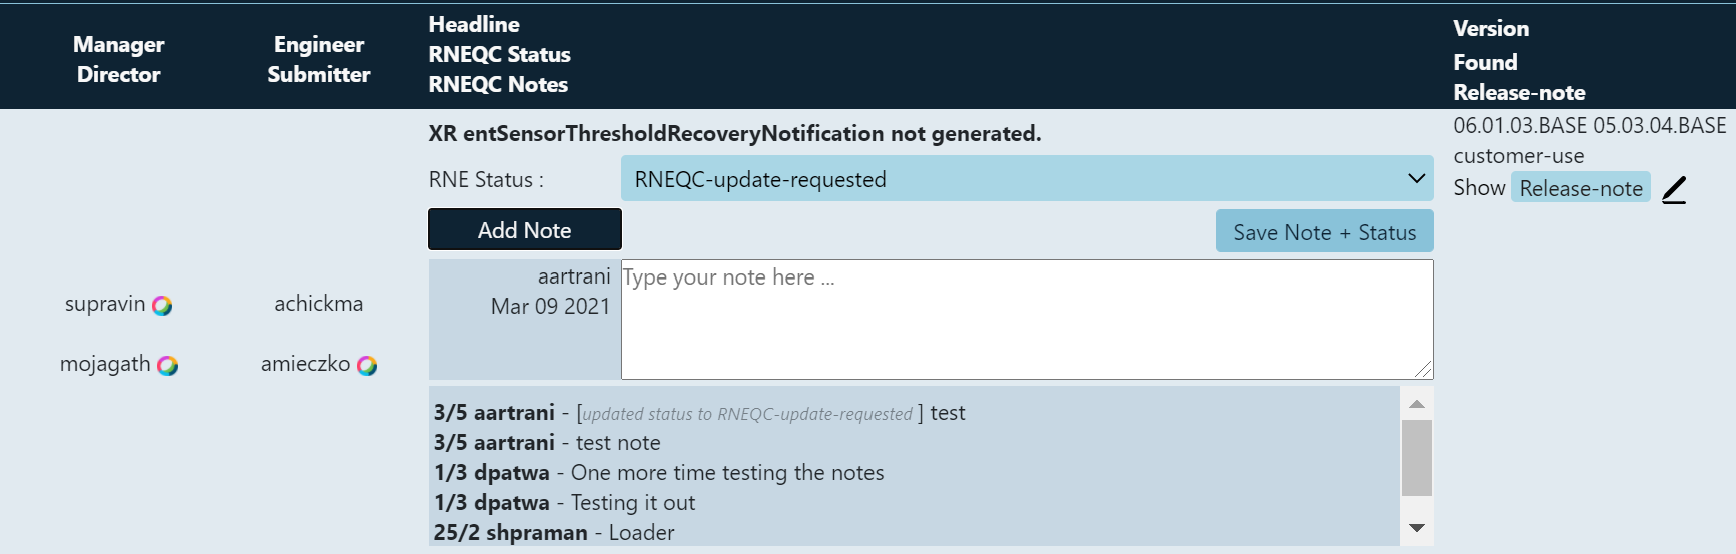 Manager
Director
Engineer
Submitter
Headline
RNEQC Status
RNEQC Notes
Version
Found
Release-note
supravin
mojagath
achickma
amieczko
XR entSensorThresholdRecoveryNotification not generated.
RNE Status :
RNEQC-update-requested
Add Note
Save Note + Status
aartrani
Mar 09 2021
Type your note here ...
3/5 aartrani - [updated status to RNEQC-update-requested ] test
3/5 aartrani - test note
1/3 dpatwa - One more time testing the notes
1/3 dpatwa - Testing it out
25/2 shpraman - Loader
06.01.03.BASE 05.03.04.BASE
customer-use
Show Release-note